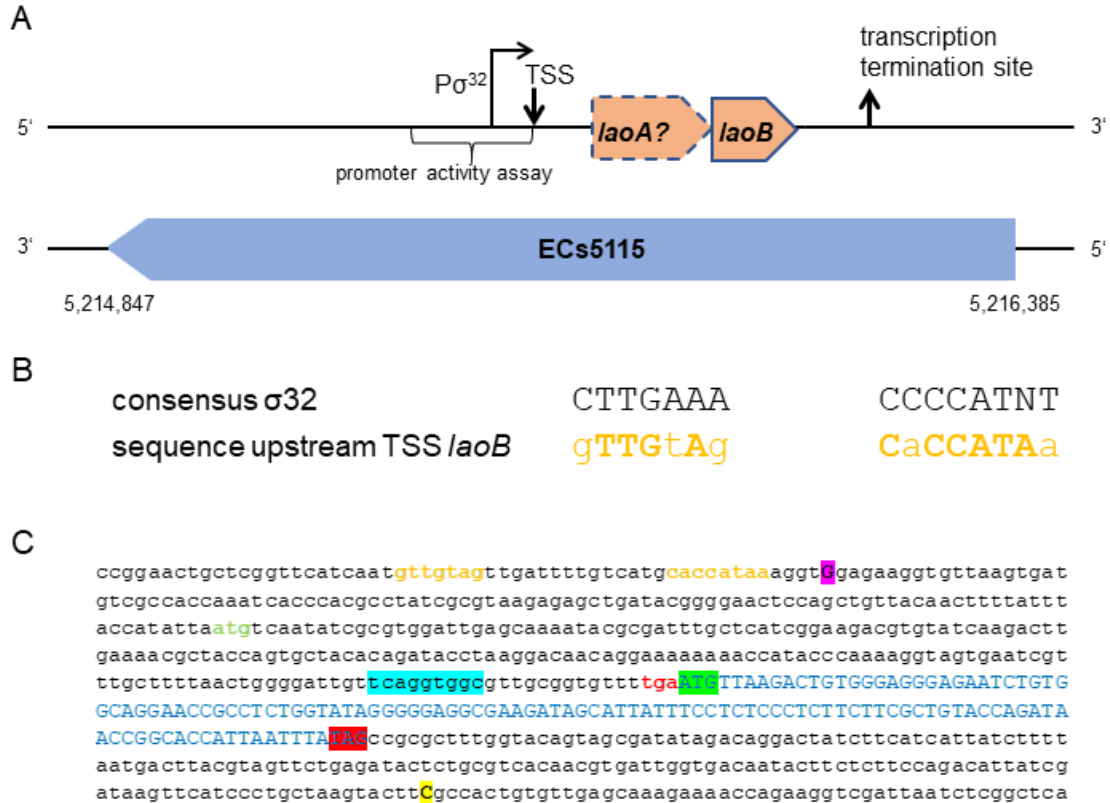 A
Pσ32
TSS
transcription
termination site
5‘
laoA?
laoB
3‘
promoter activity assay
3‘
ECs5115
5‘
5,214,847
5,216,385
B
consensus σ32 CTTGAAA CCCCATNT
sequence upstream TSS laoB gTTGtAg CaCCATAa
C
ccggaactgctcggttcatcaatgttgtagttgattttgtcatgcaccataaaggtGgagaaggtgttaagtgat
gtcgccaccaaatcacccacgcctatcgcgtaagagagctgatacggggaactccagctgttacaacttttattt
accatattaatgtcaatatcgcgtggattgagcaaaatacgcgatttgctcatcggaagacgtgtatcaagactt
gaaaacgctaccagtgctacacagatacctaaggacaacaggaaaaaaaaccatacccaaaaggtagtgaatcgt
ttgcttttaactggggattgttcaggtggcgttgcggtgttttgaATGTTAAGACTGTGGGAGGGAGAATCTGTG
GCAGGAACCGCCTCTGGTATAGGGGGAGGCGAAGATAGCATTATTTCCTCTCCCTCTTCTTCGCTGTACCAGATA
ACCGGCACCATTAATTTATAGccgcgctttggtacagtagcgatatagacaggactatcttcatcattatctttt
aatgacttacgtagttctgagatactctgcgtcacaacgtgattggtgacaatacttctcttccagacattatcg
ataagttcatccctgctaagtacttCgccactgtgttgagcaaagaaaaccagaaggtcgattaatctcggctca